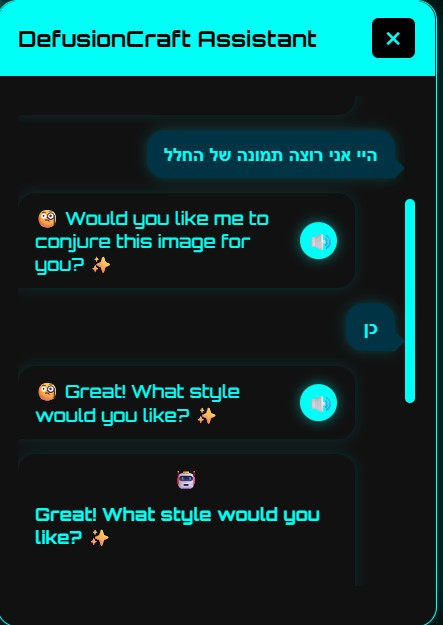 DefusionCraft Assistant ✕
היי אני רוצה תמונה של החלל
🧐 Would you like me to
conjure this image for
you? ✨
כן
🧐 Great! What style
would you like? ✨
Great! What style would you
like? ✨